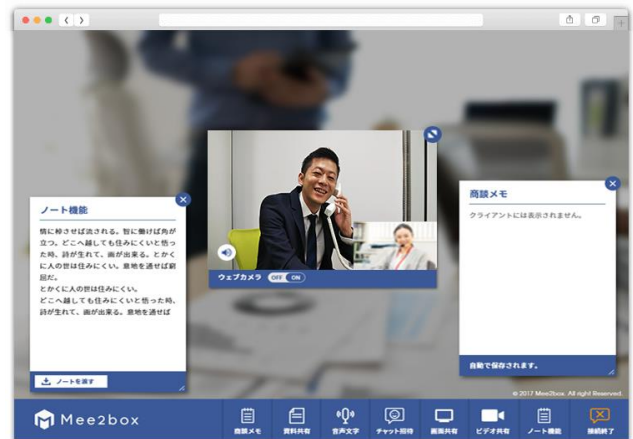 ノート機能
情に棹させば流される。智に働けば角が
立つ。どこへ越しても住みにくいと悟っ
た時、詩が生れて、画が出来る。とかく
に人の世は住みにくい。意地を通せば窮
屈だ。
とかくに人の世は住みにくい。
どこへ越しても住みにくいと悟った時、
詩が生れて、画が出来る。意地を通せば
ノートを渡す
ウェブカメラ OFF ON
商談メモ
クライアントには表示されません。
自動で保存されます。
© 2017 Mee2box. All right Reserved.
Mee2box
商談メモ 資料共有 音声文字 チャット招待 画面共有 ビデオ共有 ノート機能 接続終了